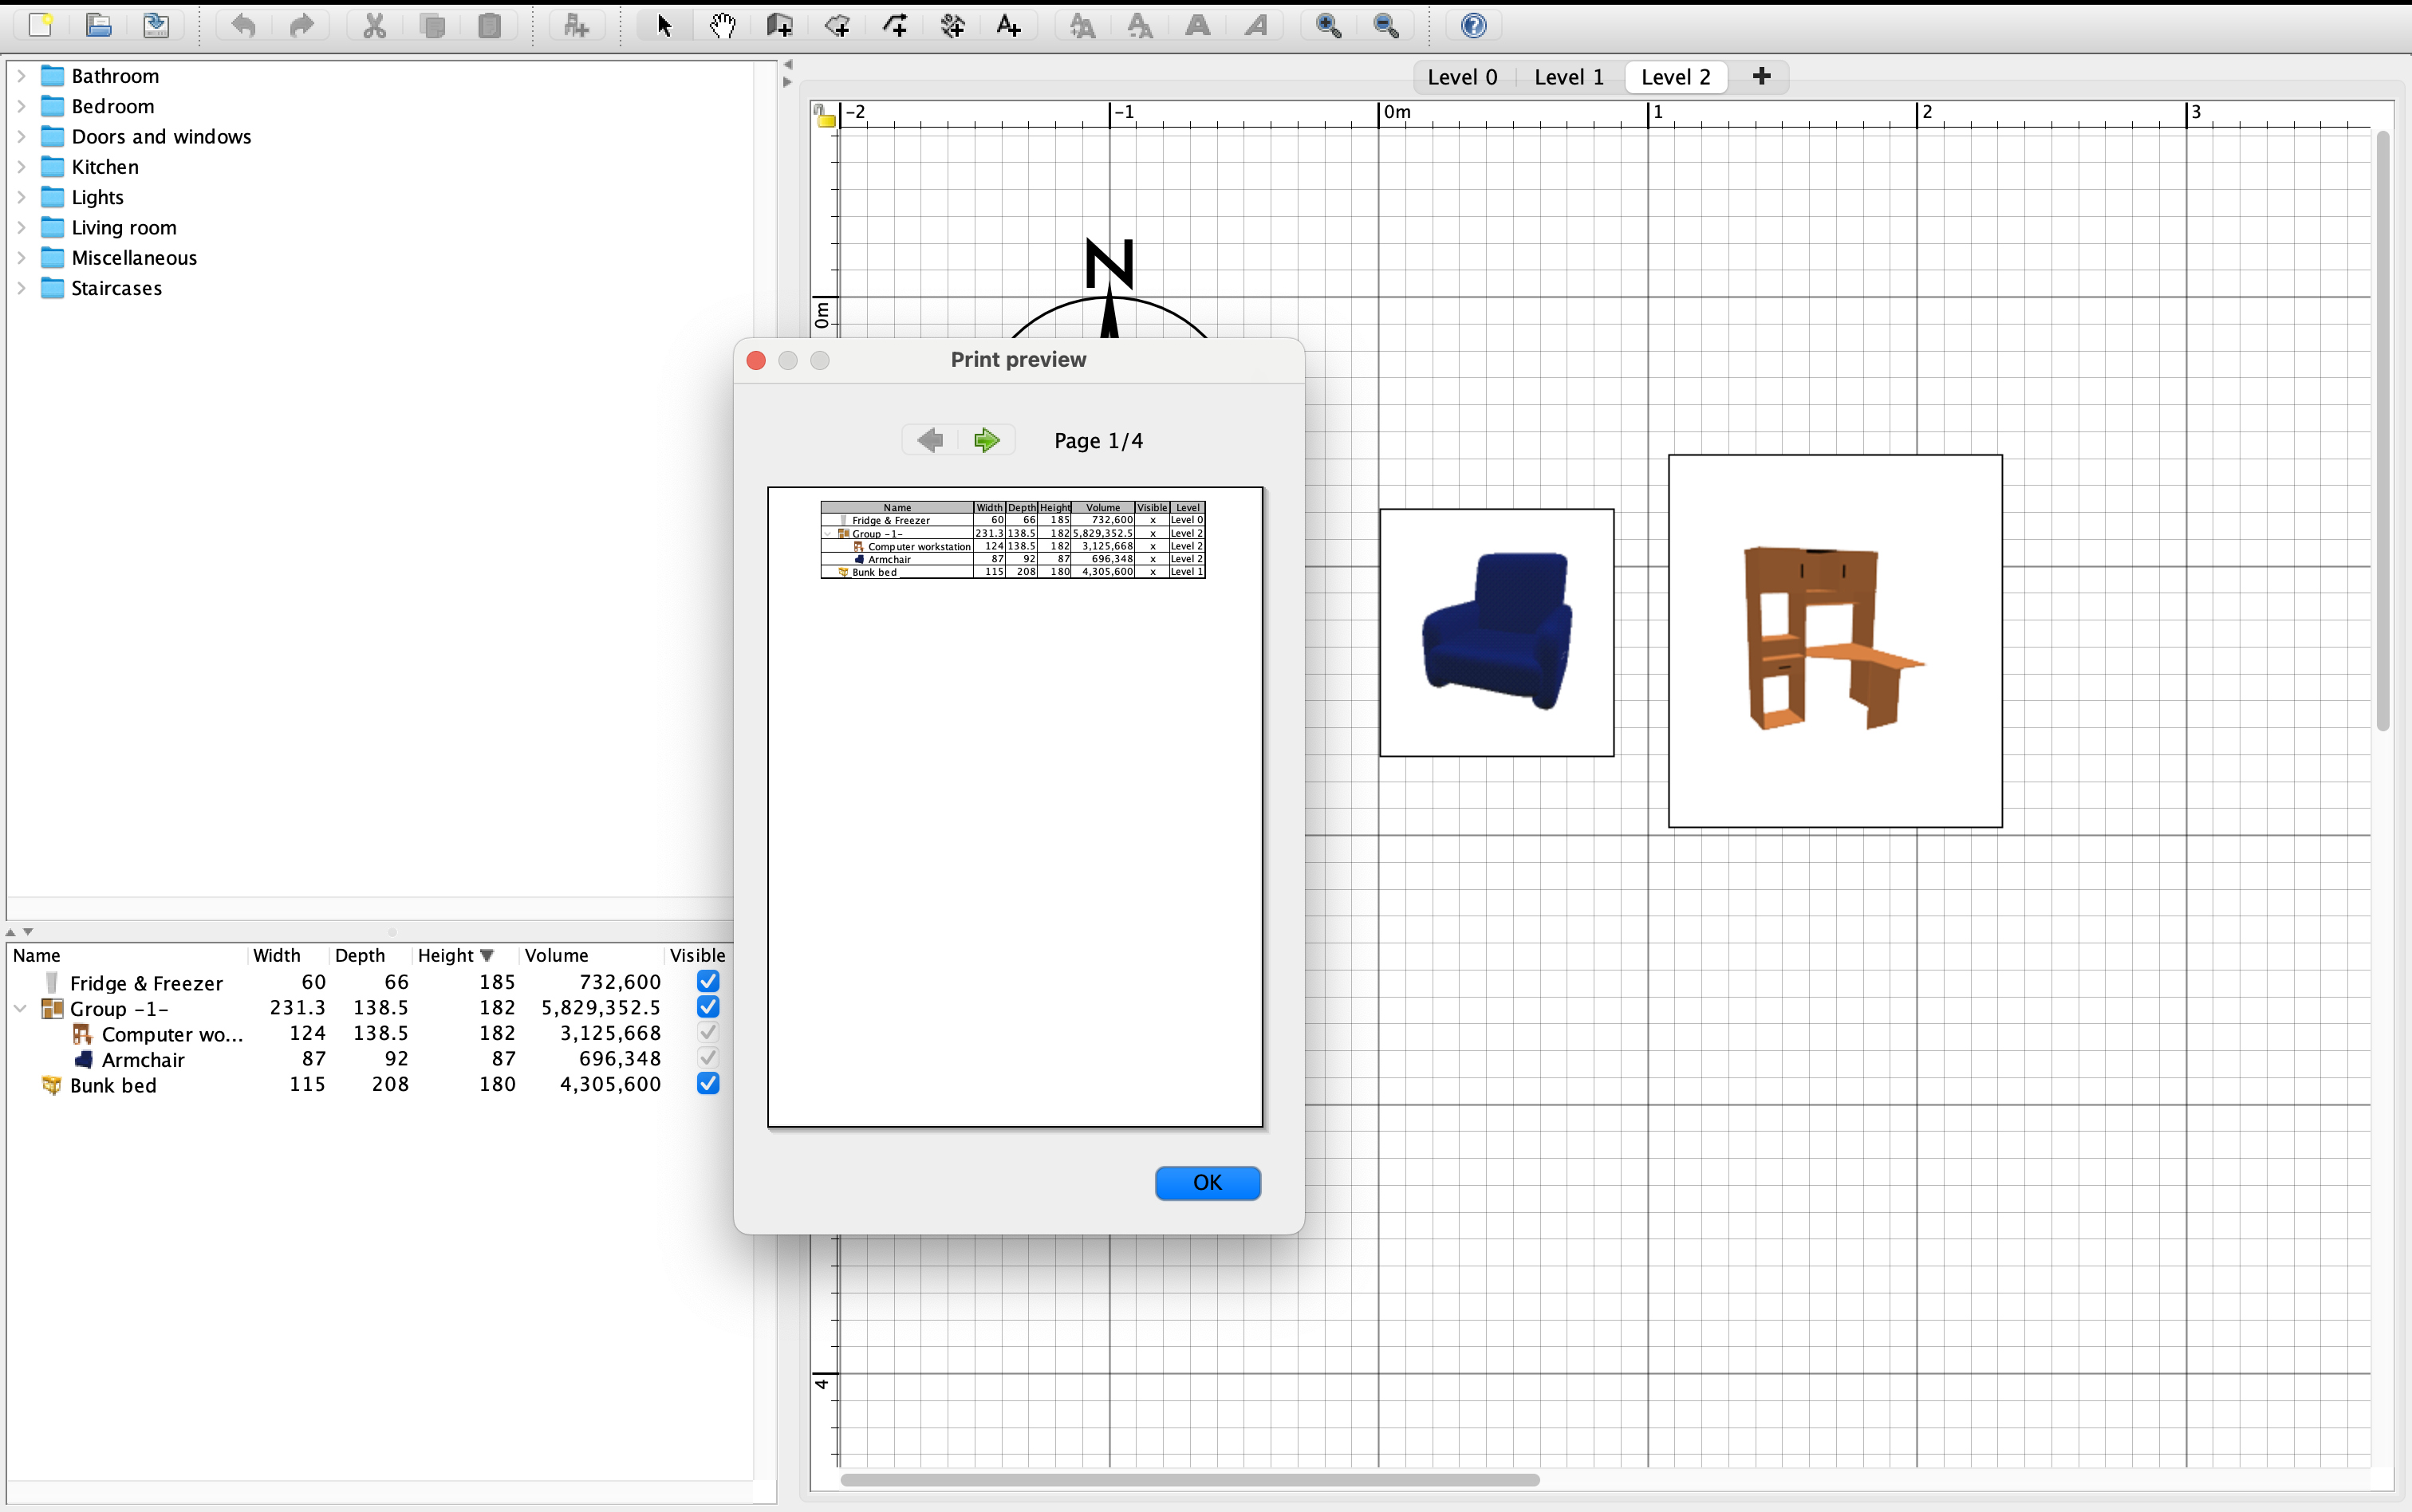 Level 0 Level 1 Level 2 +
-2 -1 0m 1 2 3
Bathroom
Bedroom
Doors and windows
Kitchen
Lights
Living room
Miscellaneous
Staircases
N
0m
Print preview
Page 1/4
Name Width Depth Height Volume Visible Level
Fridge & Freezer 60 66 185 732,600 x Level 0
Group -1- 231.3 138.5 182 5,829,352.5 x Level 2
Computer workstation 124 138.5 182 3,125,668 x Level 2
Armchair 87 92 87 696,348 x Level 2
Bunk bed 115 208 180 4,305,600 x Level 1
OK
Name Width Depth Height Volume Visible
Fridge & Freezer 60 66 185 732,600
Group -1- 231.3 138.5 182 5,829,352.5
Computer wo... 124 138.5 182 3,125,668
Armchair 87 92 87 696,348
Bunk bed 115 208 180 4,305,600
4